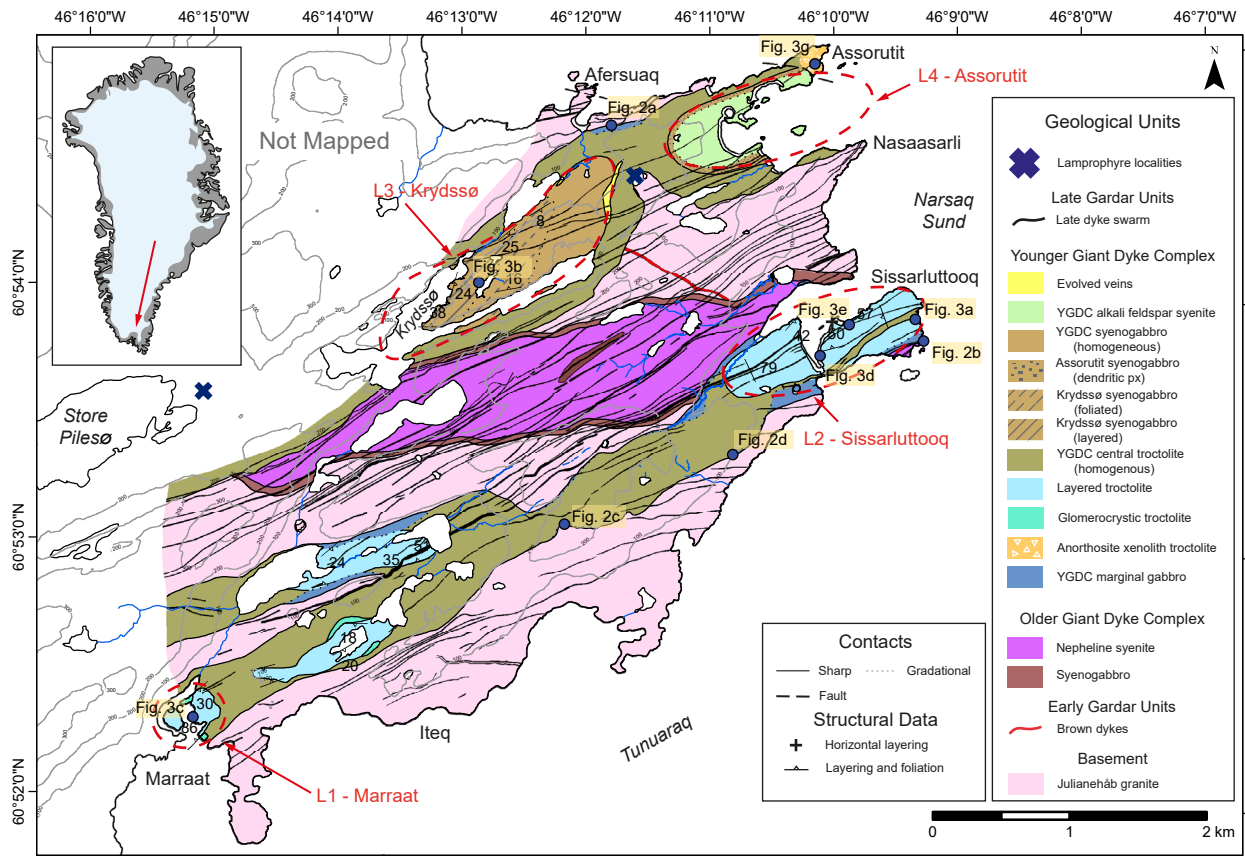 46°16'0"W 46°15'0"W 46°14'0"W 46°13'0"W 46°12'0"W 46°11'0"W 46°10'0"W 46°9'0"W 46°8'0"W 46°7'0"W
60°54'0"N
60°53'0"N
60°52'0"N
Not Mapped
Afersuaq
Fig. 3g
Assorutit
L4 - Assorutit
Fig. 2a
Nasaasarli
L3 - Krydssø
Narsaq
Sund
8
25
Fig. 3b
16
24
38
Krydssø
Sissarluttooq
Fig. 3e
Fig. 3a
Fig. 2b
Fig. 3d
79
L2 - Sissarluttooq
Store
Pilesø
Fig. 2d
Fig. 2c
24
35
18
20
30
Fig. 3c
36
Iteq
Tunuaraq
Marraat
L1 - Marraat
N
Geological Units
Lamprophyre localities
Late Gardar Units
Late dyke swarm
Younger Giant Dyke Complex
Evolved veins
YGDC alkali feldspar syenite
YGDC syenogabbro
(homogeneous)
Assorutit syenogabbro
(dendritic px)
Krydssø syenogabbro
(foliated)
Krydssø syenogabbro
(layered)
YGDC central troctolite
(homogenous)
Layered troctolite
Glomerocrystic troctolite
Anorthosite xenolith troctolite
YGDC marginal gabbro
Older Giant Dyke Complex
Nepheline syenite
Syenogabbro
Early Gardar Units
Brown dykes
Basement
Julianehåb granite
Contacts
Sharp
Gradational
Fault
Structural Data
Horizontal layering
Layering and foliation
0 1 2 km